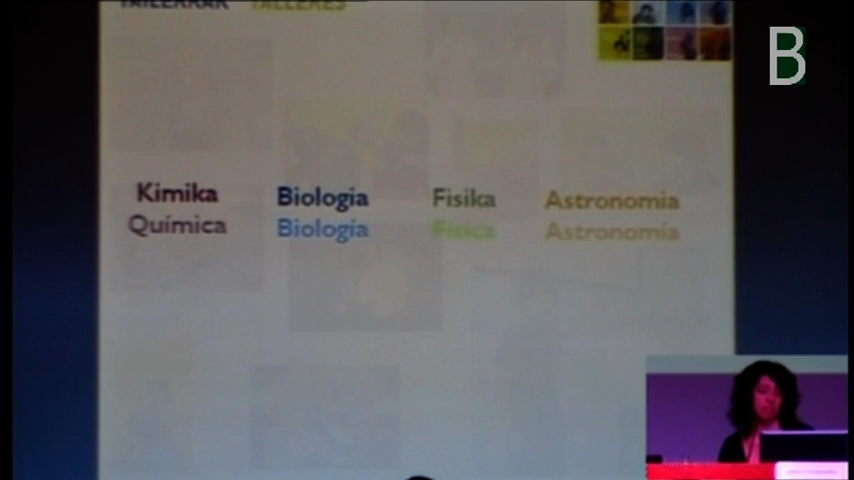 TAILERRAK TALLERES
B
Kimika Biologia Fisika Astronomia
Química Biología Física Astronomía